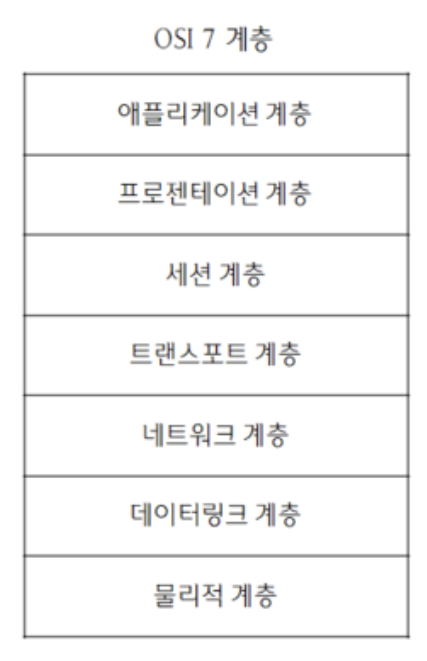 OSI 7 계층
애플리케이션 계층
프로젠테이션 계층
세션 계층
트랜스포트 계층
네트워크 계층
데이터링크 계층
물리적 계층